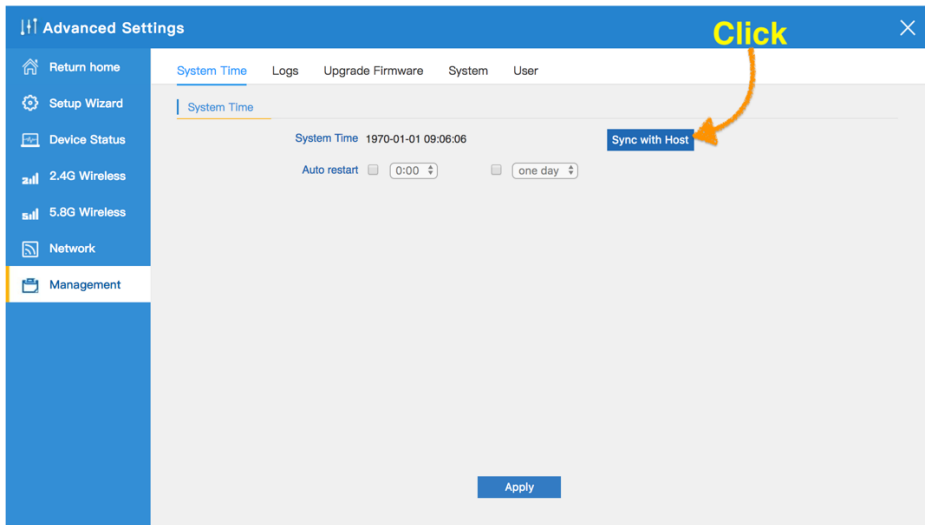 Advanced Settings
Click
Return home
Setup Wizard
Device Status
2.4G Wireless
5.8G Wireless
Network
Management
System Time Logs Upgrade Firmware System User
System Time
System Time 1970-01-01 09:06:06 Sync with Host
Auto restart 0:00 one day
Apply